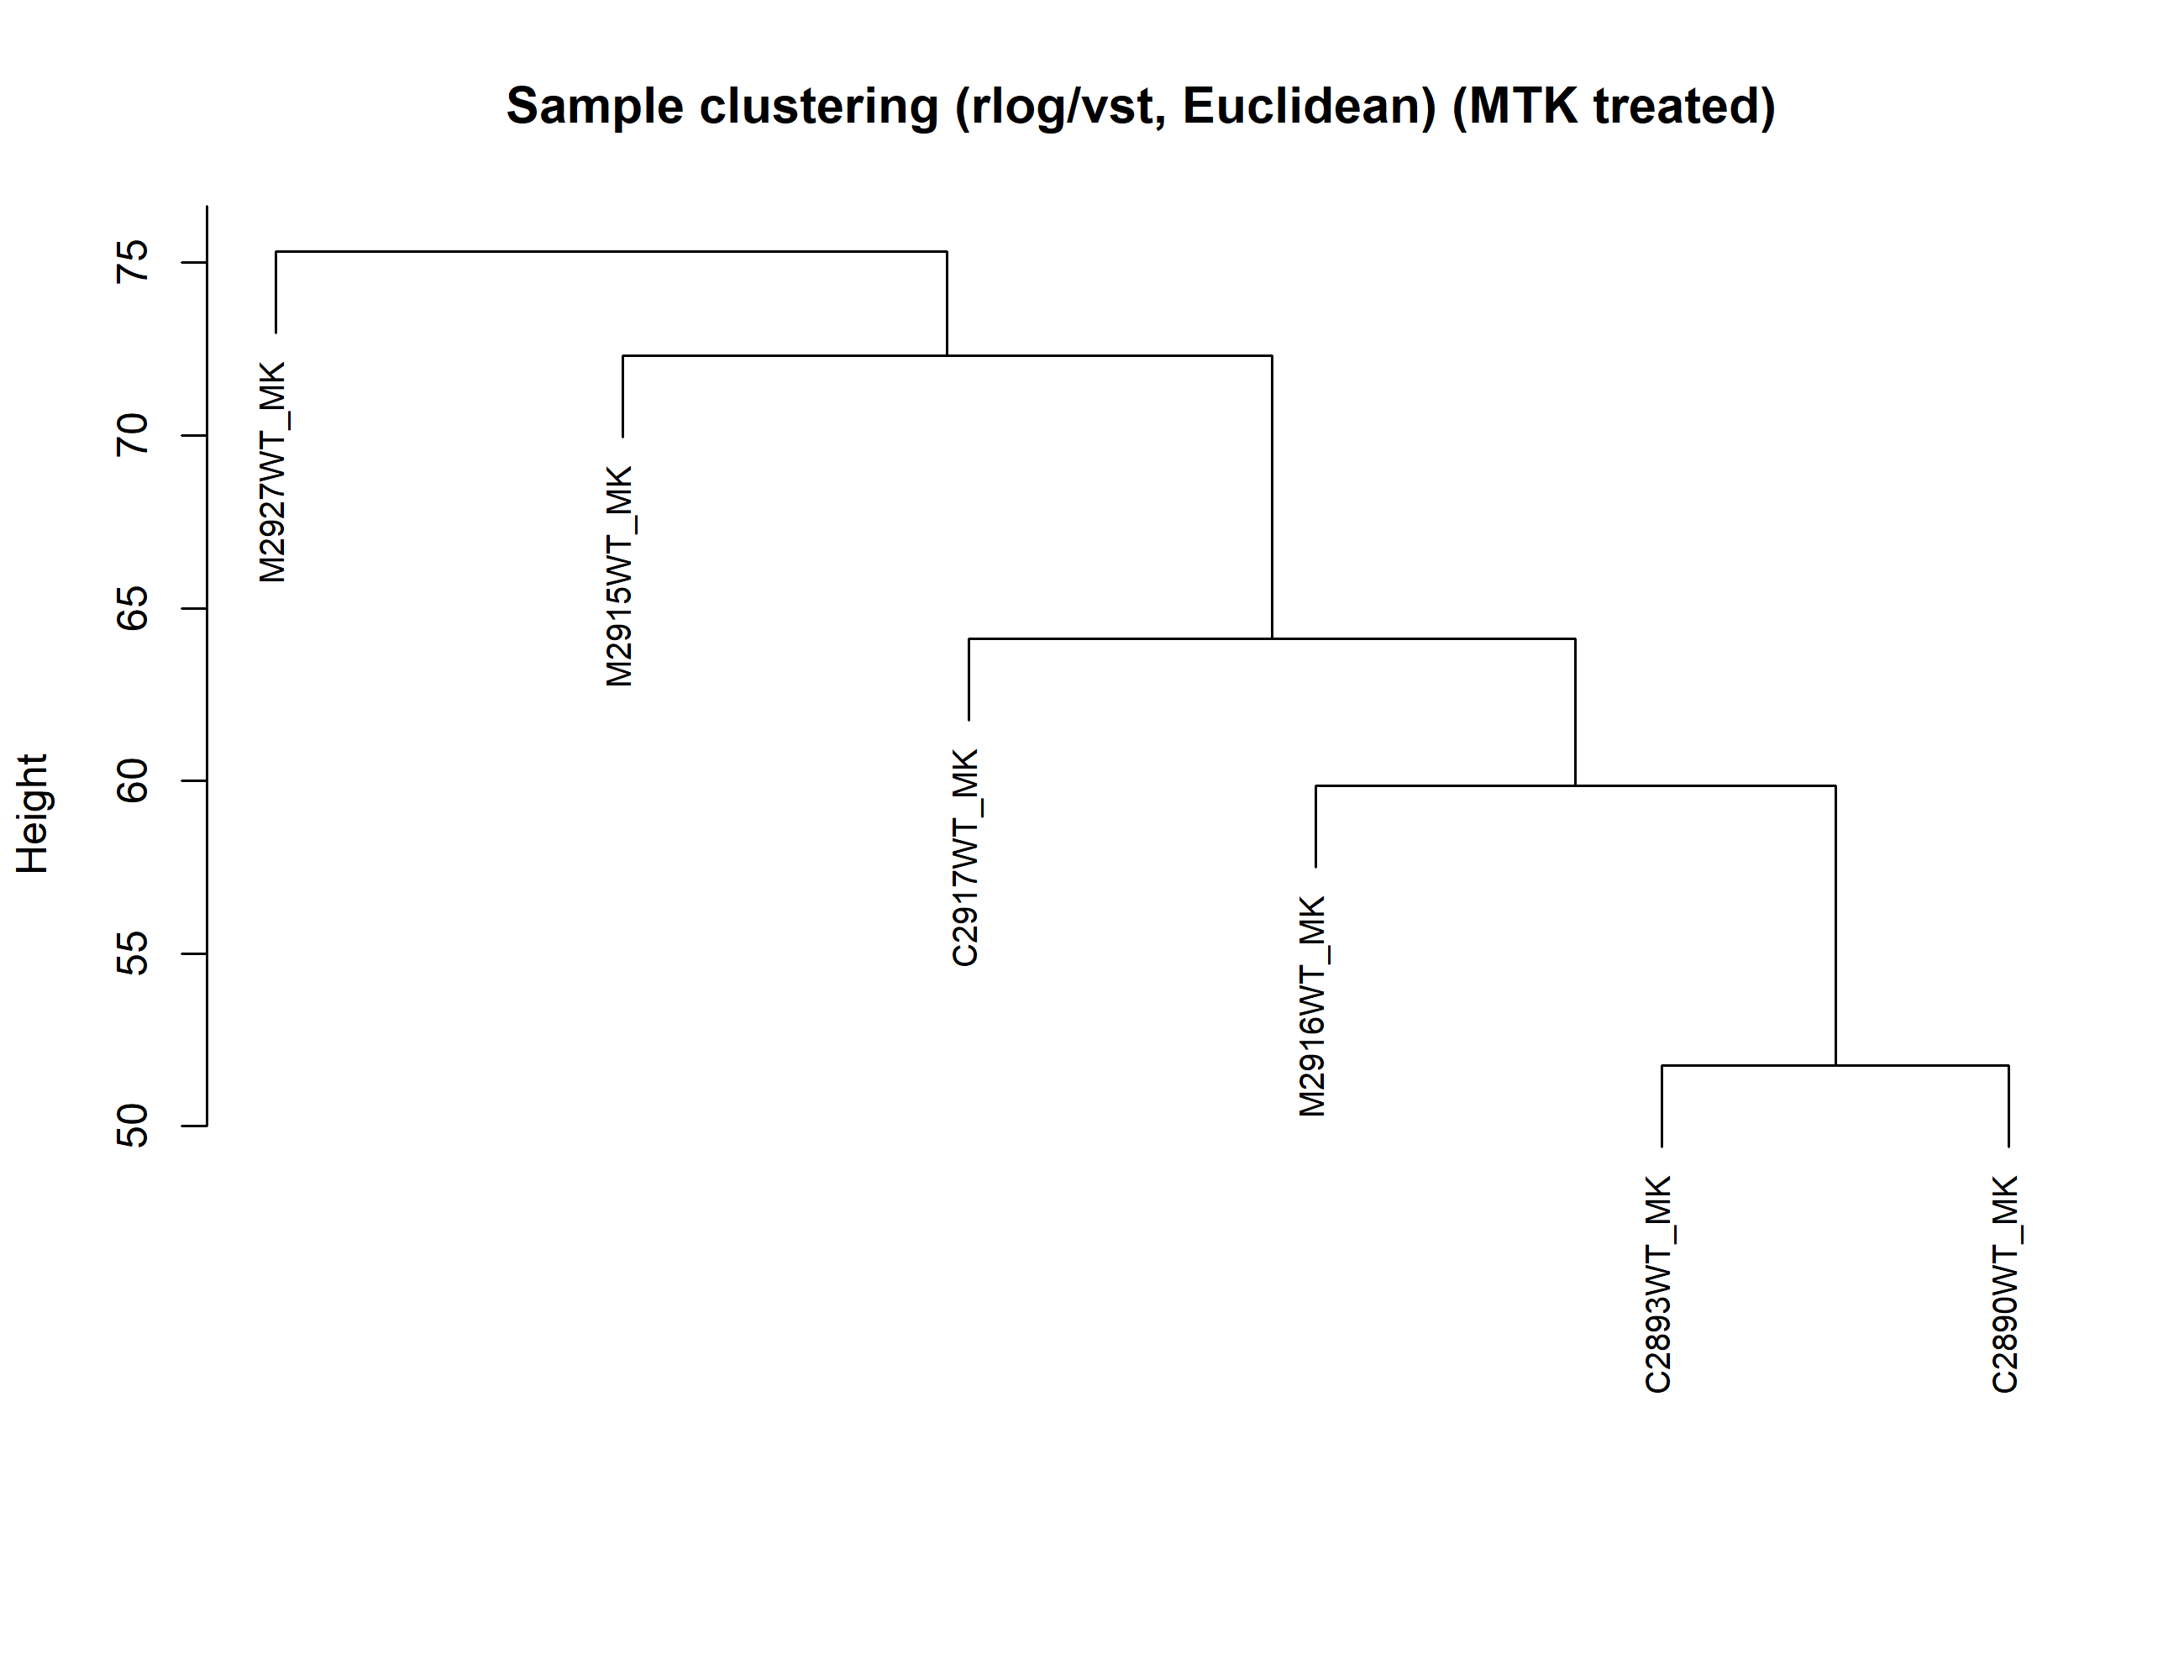 Sample clustering (rlog/vst, Euclidean) (MTK treated)
Height
75
70
65
60
55
50
M2927WT_MK
M2915WT_MK
C2917WT_MK
M2916WT_MK
C2893WT_MK
C2890WT_MK